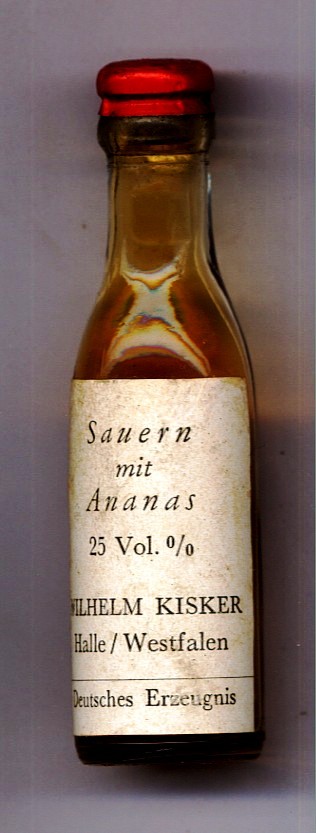 Sauern
mit
Ananas
25 Vol. %
WILHELM KISKER
Halle / Westfalen
Deutsches Erzeugnis